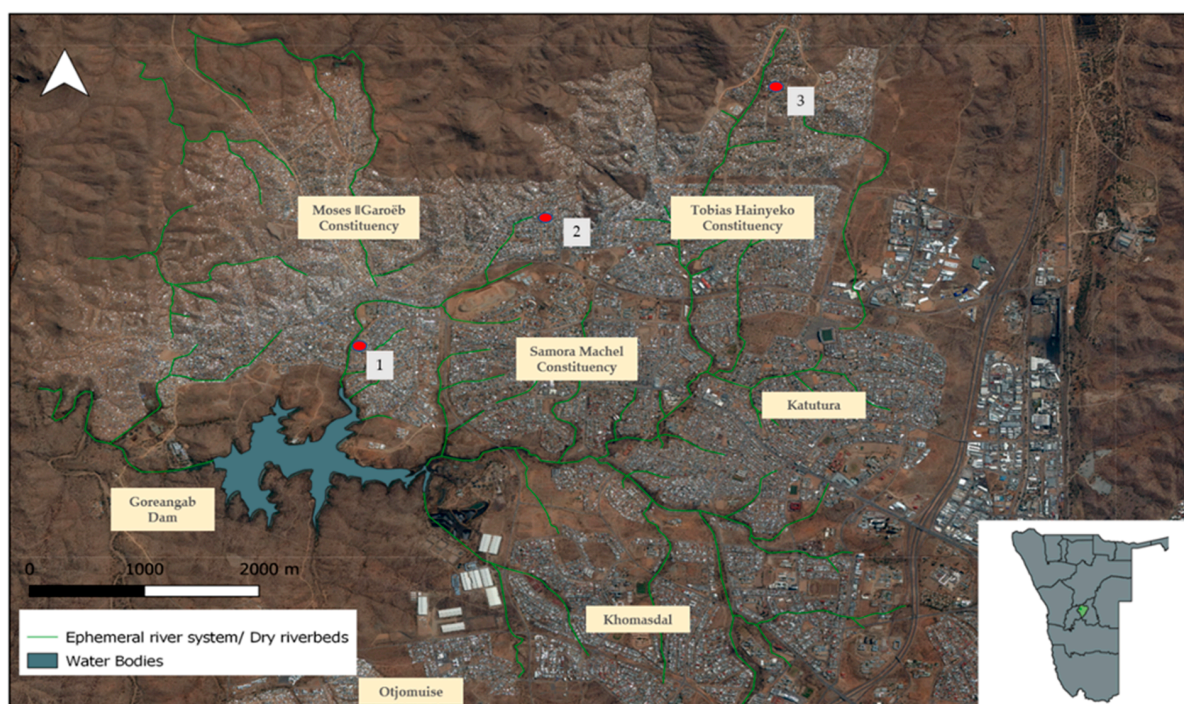 3
Moses ǁGaroëb
Constituency
2
Tobias Hainyeko
Constituency
1
Samora Machel
Constituency
Katutura
Goreangab
Dam
0 1000 2000 m
Khomasdal
Ephemeral river system/ Dry riverbeds
Water Bodies
Otjomuise